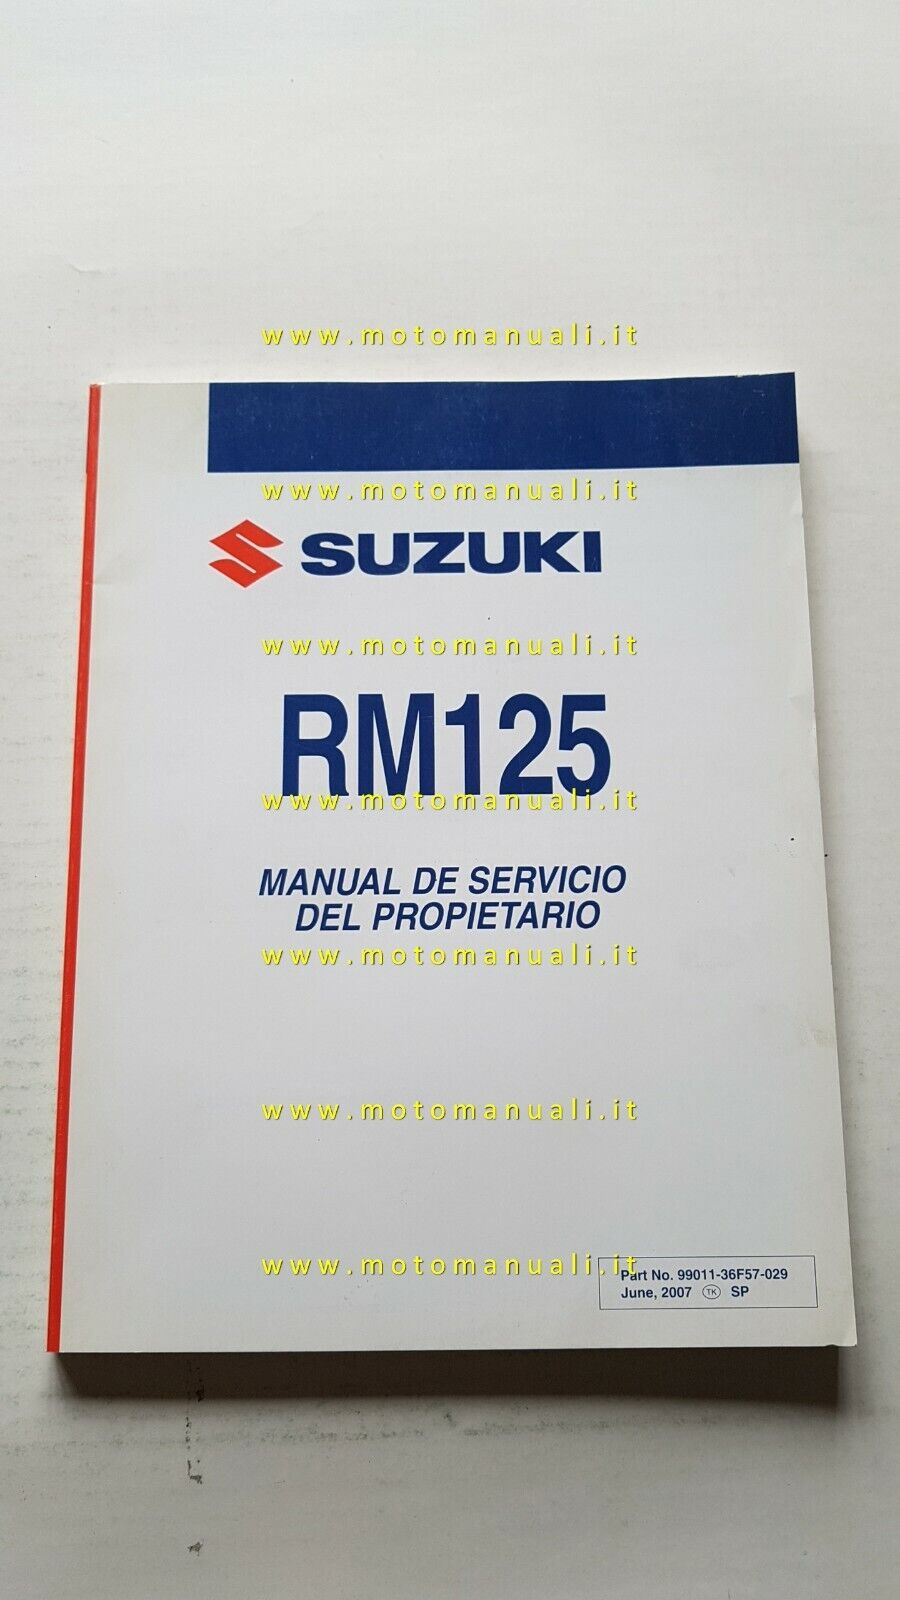 www.motomanuali.it
www.motomanuali.it
SUZUKI
www.motomanuali.it
RM125
www.motomanuali.it
MANUAL DE SERVICIO
DEL PROPIETARIO
www.motomanuali.it
www.motomanuali.it
www.motomanuali.it
Part No. 99011-36F57-029
June, 2007 TK SP